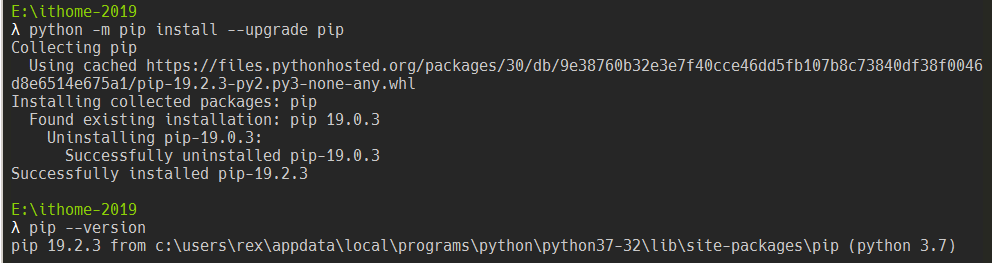 E:\ithome-2019
λ python -m pip install --upgrade pip
Collecting pip
  Using cached https://files.pythonhosted.org/packages/30/db/9e38760b32e3e7f40cce46dd5fb107b8c73840df38f0046
d8e6514e675a1/pip-19.2.3-py2.py3-none-any.whl
Installing collected packages: pip
  Found existing installation: pip 19.0.3
    Uninstalling pip-19.0.3:
      Successfully uninstalled pip-19.0.3
Successfully installed pip-19.2.3
E:\ithome-2019
λ pip --version
pip 19.2.3 from c:\users\rex\appdata\local\programs\python\python37-32\lib\site-packages\pip (python 3.7)